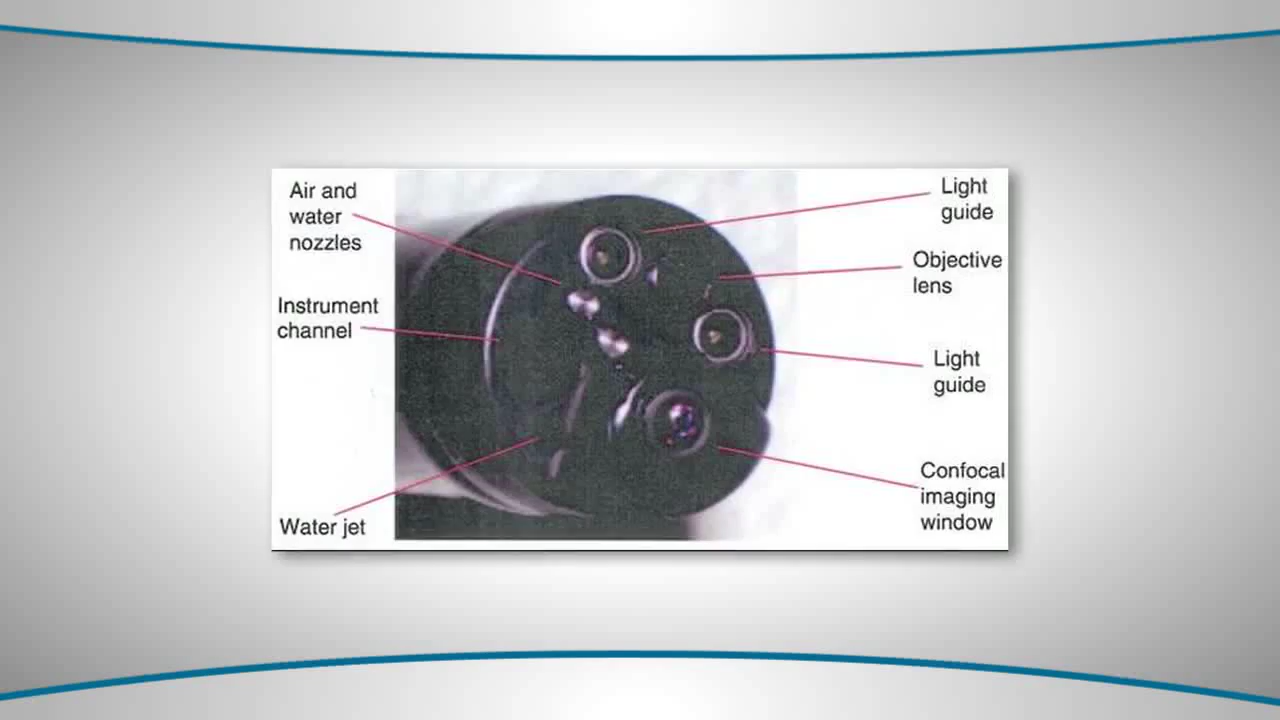 Air and
water
nozzles
Instrument
channel
Water jet
Light
guide
Objective
lens
Light
guide
Confocal
imaging
window